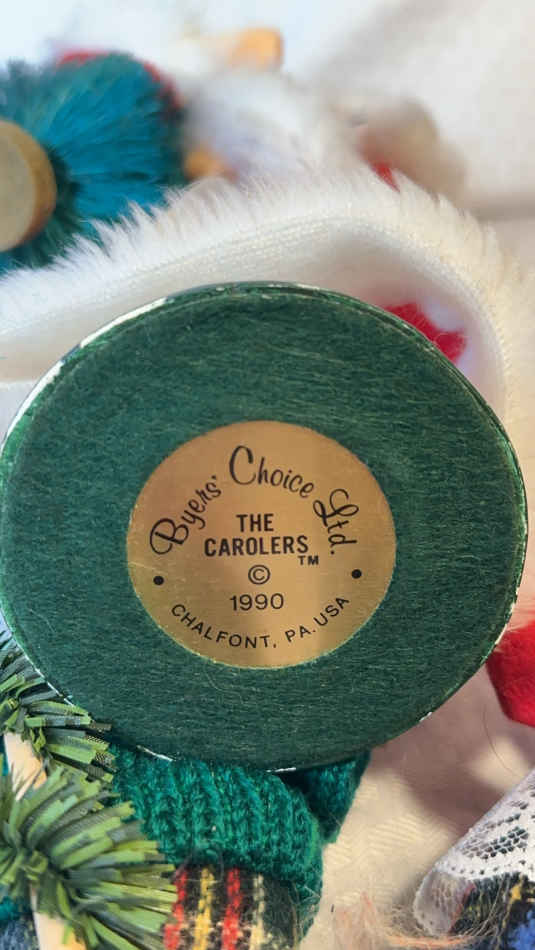 Byers' Choice Ltd.
THE
CAROLERS™
©
• 1990 •
CHALFONT, PA. USA